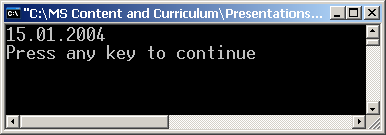 "C:\MS Content and Curriculum\Presentations...
15.01.2004
Press any key to continue